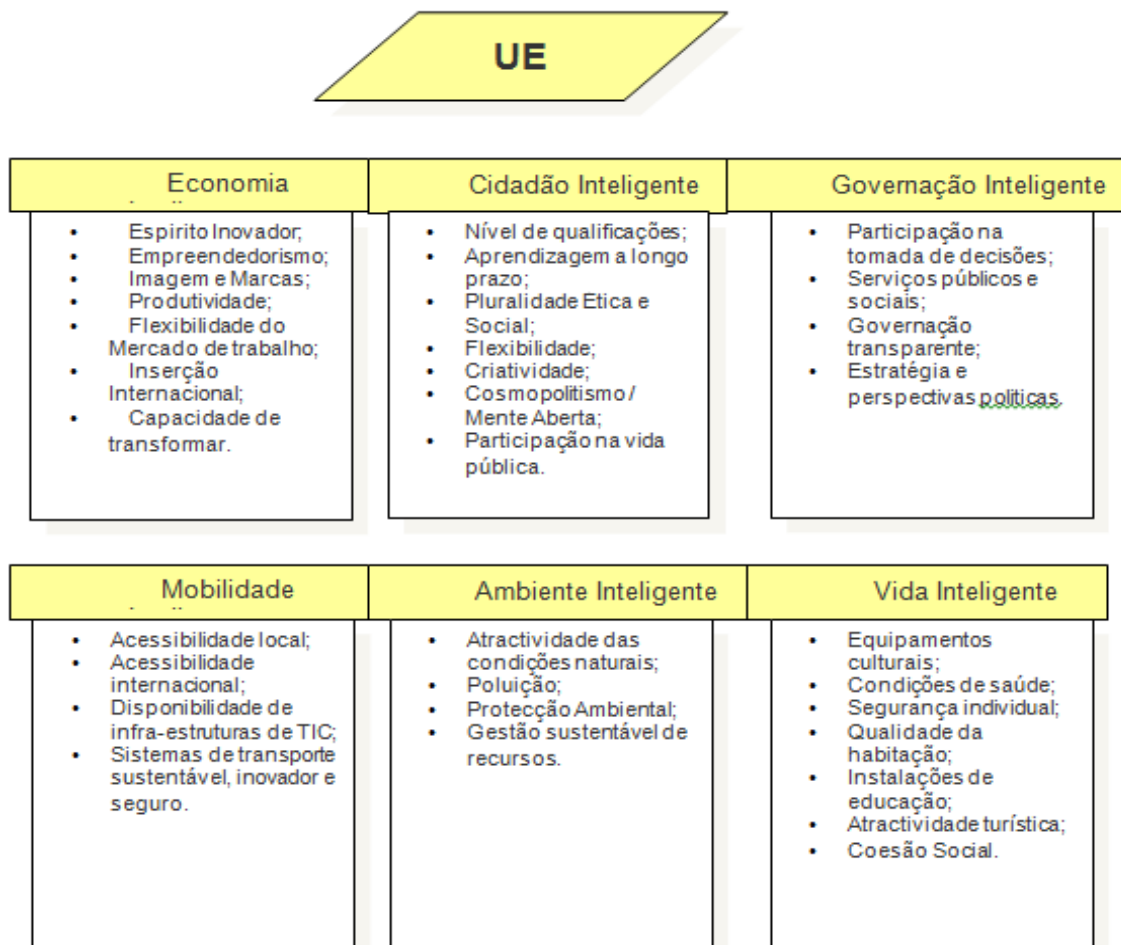 UE
Economia
Cidadão Inteligente
Governação Inteligente
• Espirito Inovador;
• Empreendedorismo;
• Imagem e Marcas;
• Produtividade;
• Flexibilidade do
Mercado de trabalho;
• Inserção
Internacional;
• Capacidade de
transformar.
• Nível de qualificações;
• Aprendizagem a longo
prazo;
• Pluralidade Etica e
Social;
• Flexibilidade;
• Criatividade;
• Cosmopolitismo /
Mente Aberta;
• Participação na vida
pública.
• Participação na
tomada de decisões;
• Serviços públicos e
sociais;
• Governação
transparente;
• Estratégia e
perspectivas politicas.
Mobilidade
Ambiente Inteligente
Vida Inteligente
• Acessibilidade local;
• Acessibilidade
internacional;
• Disponibilidade de
infra-estruturas de TIC;
• Sistemas de transporte
sustentável, inovador e
seguro.
• Atractividade das
condições naturais;
• Poluição;
• Protecção Ambiental;
• Gestão sustentável de
recursos.
• Equipamentos
culturais;
• Condições de saúde;
• Segurança individual;
• Qualidade da
habitação;
• Instalações de
educação;
• Atractividade turística;
• Coesão Social.